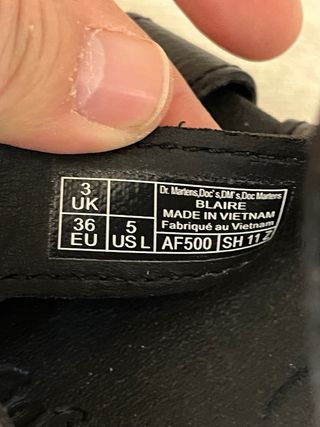 3
UK
36
EU
5
US L
Dr. Martens,Doc's,DM's,Doc Martens
BLAIRE
MADE IN VIETNAM
Fabriqué au Vietnam
AF500
SH 11 Z